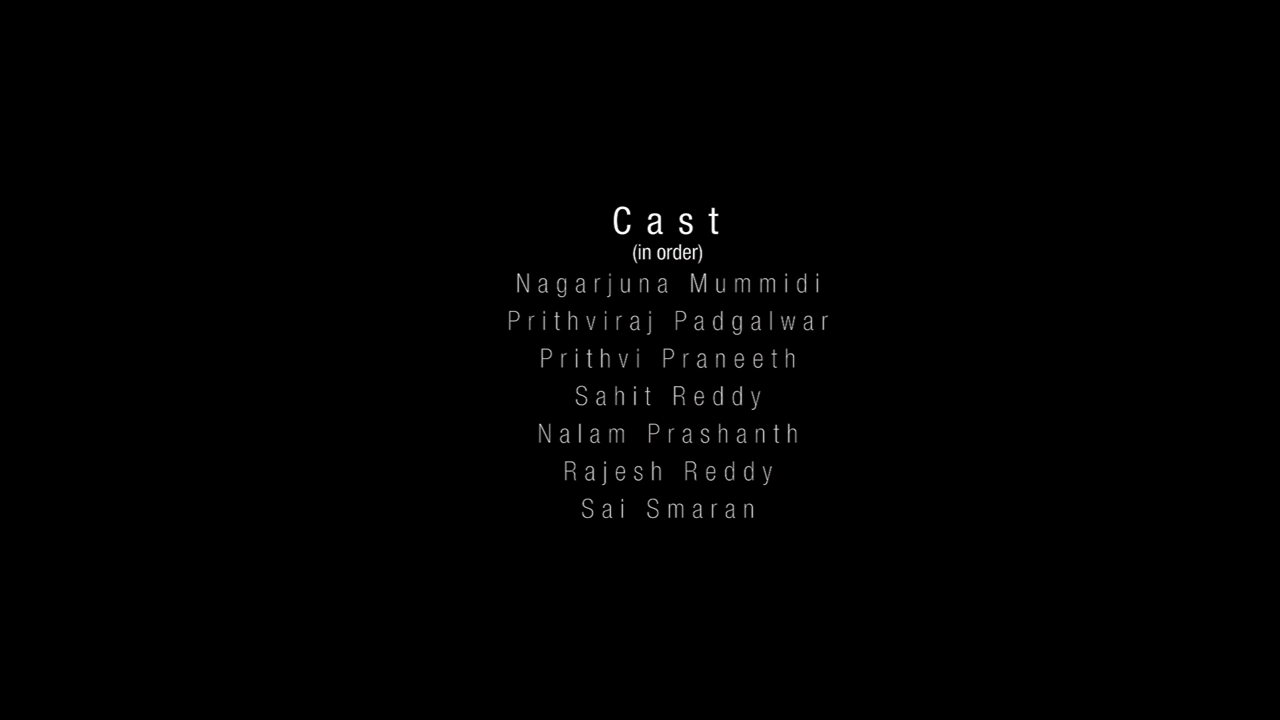 Cast
(in order)
Nagarjuna Mummidi
Prithviraj Padgalwar
Prithvi Praneeth
Sahit Reddy
Nalam Prashanth
Rajesh Reddy
Sai Smaran